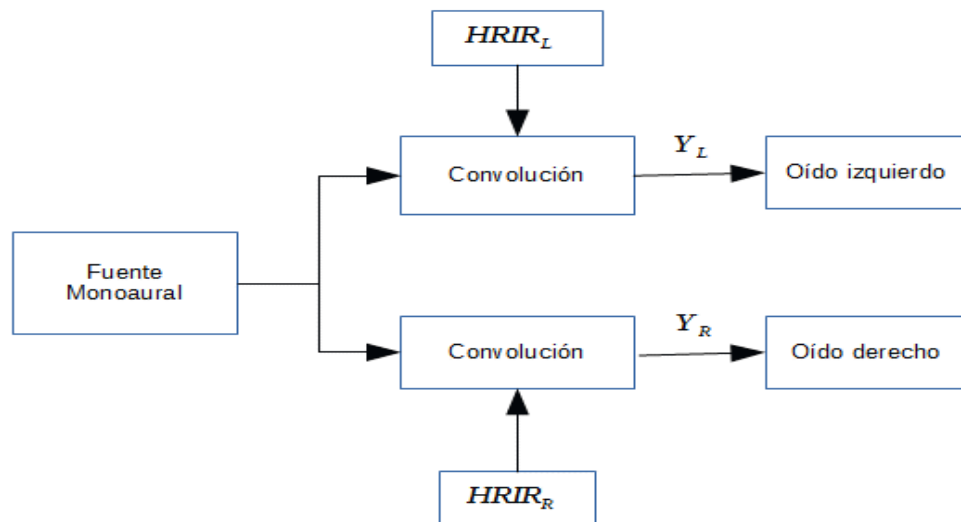 HRIR_L
Convolución
Y_L
Oído izquierdo
Fuente
Monoaural
Convolución
Y_R
Oído derecho
HRIR_R